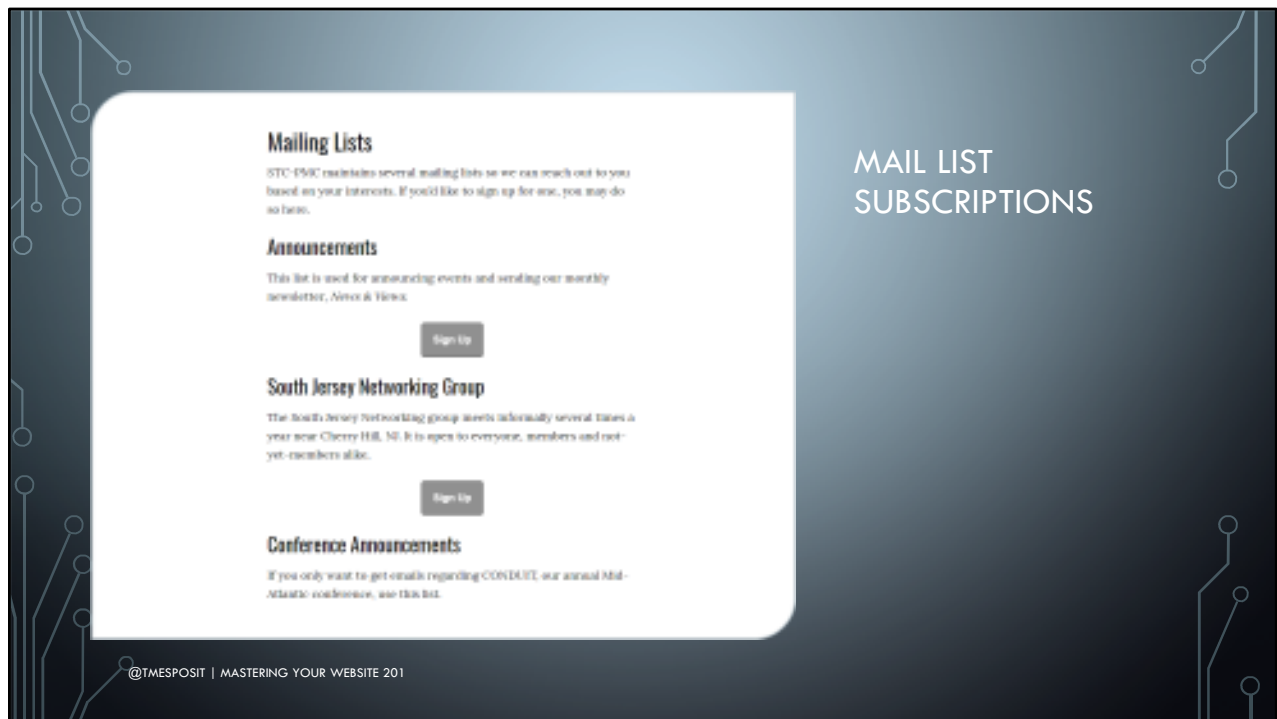 Mailing Lists
STC-PMC maintains several mailing lists so we can reach out to you
based on your interests. If you'd like to sign up for one, you may do
so here.
Announcements
This list is used for announcing events and sending our monthly
newsletter, News & Views.
Sign Up
South Jersey Networking Group
The South Jersey Networking group meets informally several times a
year near Cherry Hill, NJ. It is open to everyone, members and not-
yet-members alike.
Sign Up
Conference Announcements
If you only want to get emails regarding CONDUIT, our annual Mid-
Atlantic conference, use this list.
MAIL LIST
SUBSCRIPTIONS
@TMESPOSIT | MASTERING YOUR WEBSITE 201